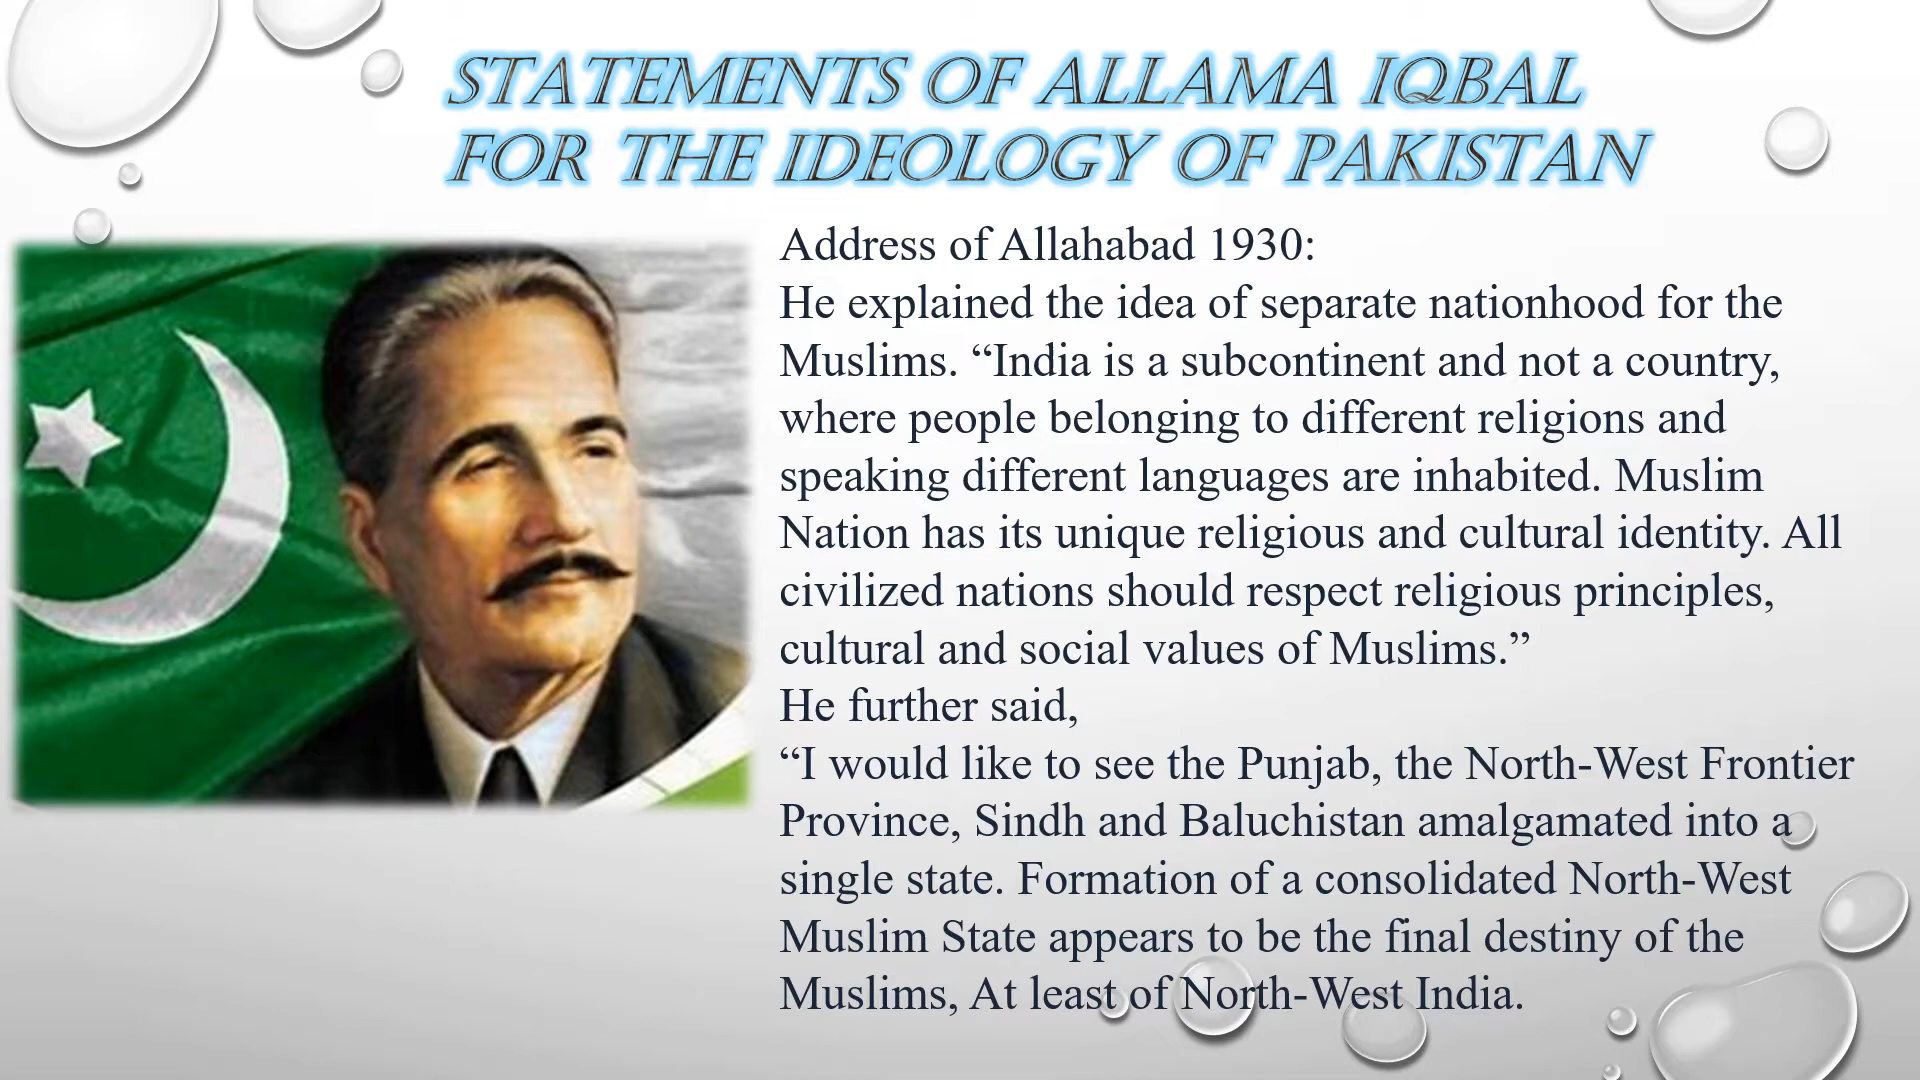 STATEMENTS OF ALLAMA IQBAL
FOR THE IDEOLOGY OF PAKISTAN
Address of Allahabad 1930:
He explained the idea of separate nationhood for the
Muslims. “India is a subcontinent and not a country,
where people belonging to different religions and
speaking different languages are inhabited. Muslim
Nation has its unique religious and cultural identity. All
civilized nations should respect religious principles,
cultural and social values of Muslims.”
He further said,
“I would like to see the Punjab, the North-West Frontier
Province, Sindh and Baluchistan amalgamated into a
single state. Formation of a consolidated North-West
Muslim State appears to be the final destiny of the
Muslims, At least of North-West India.